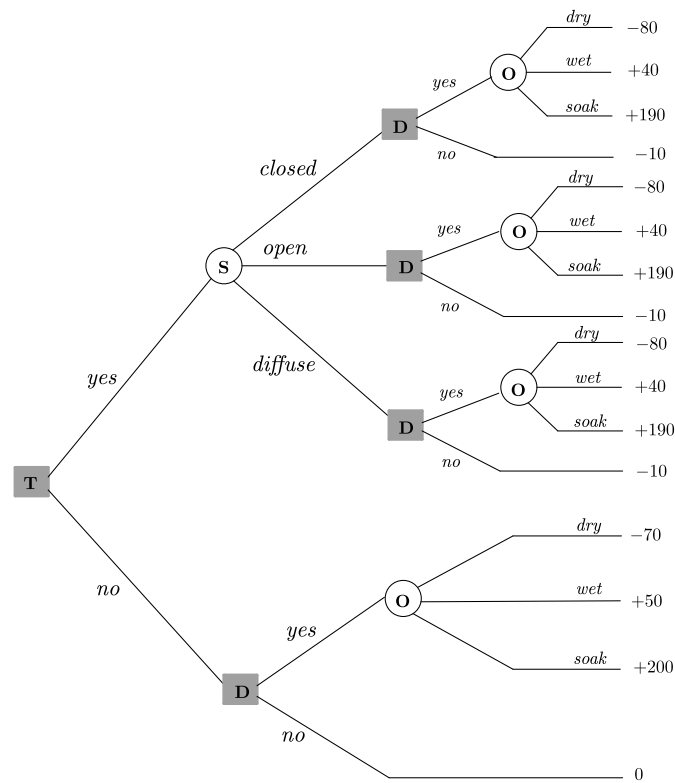 dry −80
wet +40
soak +190
yes
O
D
no −10
closed
dry −80
wet +40
soak +190
yes
O
open
D
S
no −10
dry −80
wet +40
soak +190
diffuse
yes
O
D
yes
no −10
T
dry −70
no
wet +50
O
yes
soak +200
D
no
0